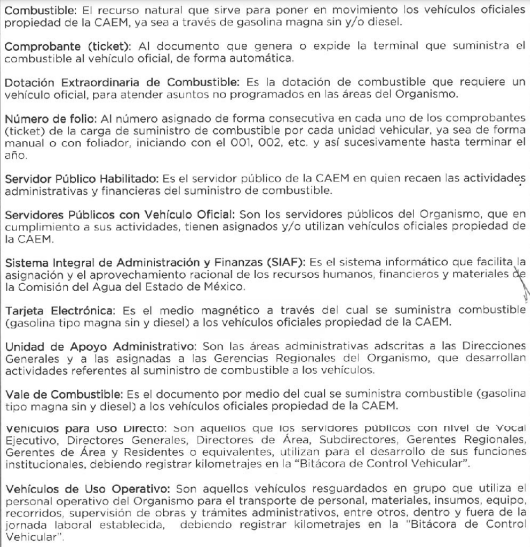 Combustible: El recurso natural que sirve para poner en movimiento los vehículos oficiales
propiedad de la CAEM, ya sea a través de gasolina magna sin y/o diesel.
Comprobante (ticket): Al documento que genera o expide la terminal que suministra el
combustible al vehículo oficial, de forma automática.
Dotación Extraordinaria de Combustible: Es la dotación de combustible que requiere un
vehículo oficial, para atender asuntos no programados en las áreas del Organismo.
Número de folio: Al número asignado de forma consecutiva en cada uno de los comprobantes
(ticket) de la carga de suministro de combustible por cada unidad vehicular, ya sea de forma
manual o con foliador, iniciando con el 001, 002, etc. y así sucesivamente hasta terminar el
año.
Servidor Público Habilitado: Es el servidor público de la CAEM en quien recaen las actividades
administrativas y financieras del suministro de combustible.
Servidores Públicos con Vehículo Oficial: Son los servidores públicos del Organismo, que en
cumplimiento a sus actividades, tienen asignados y/o utilizan vehículos oficiales propiedad de
la CAEM.
Sistema Integral de Administración y Finanzas (SIAF): Es el sistema informático que facilita la
asignación y el aprovechamiento racional de los recursos humanos, financieros y materiales de
la Comisión del Agua del Estado de México.
Tarjeta Electrónica: Es el medio magnético a través del cual se suministra combustible
(gasolina tipo magna sin y diesel) a los vehículos oficiales propiedad de la CAEM.
Unidad de Apoyo Administrativo: Son las áreas administrativas adscritas a las Direcciones
Generales y a las asignadas a las Gerencias Regionales del Organismo, que desarrollan
actividades referentes al suministro de combustible a los vehículos.
Vale de Combustible: Es el documento por medio del cual se suministra combustible (gasolina
tipo magna sin y diesel) a los vehículos oficiales propiedad de la CAEM.
Vehículos para Uso Directo: Son aquellos que los servidores públicos con nivel de Vocal
Ejecutivo, Directores Generales, Directores de Área, Subdirectores, Gerentes Regionales,
Gerentes de Área y Residentes o equivalentes, utilizan para el desarrollo de sus funciones
institucionales, debiendo registrar kilometrajes en la "Bitácora de Control Vehicular".
Vehículos de Uso Operativo: Son aquellos vehículos resguardados en grupo que utiliza el
personal operativo del Organismo para el transporte de personal, materiales, insumos, equipo,
recorridos, supervisión de obras y trámites administrativos, entre otros, dentro y fuera de la
jornada laboral establecida, debiendo registrar kilometrajes en la "Bitácora de Control
Vehicular".